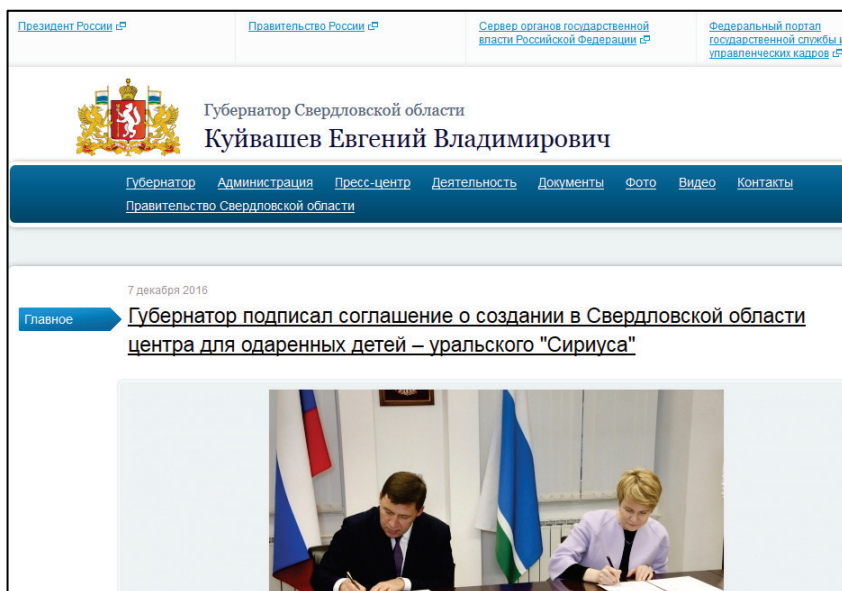 Президент России
Правительство России
Сервер органов государственной
власти Российской Федерации
Федеральный портал
государственной службы и
управленческих кадров
Губернатор Свердловской области
Куйвашев Евгений Владимирович
Губернатор Администрация Пресс-центр Деятельность Документы Фото Видео Контакты
Правительство Свердловской области
7 декабря 2016
Главное
Губернатор подписал соглашение о создании в Свердловской области
центра для одаренных детей – уральского "Сириуса"